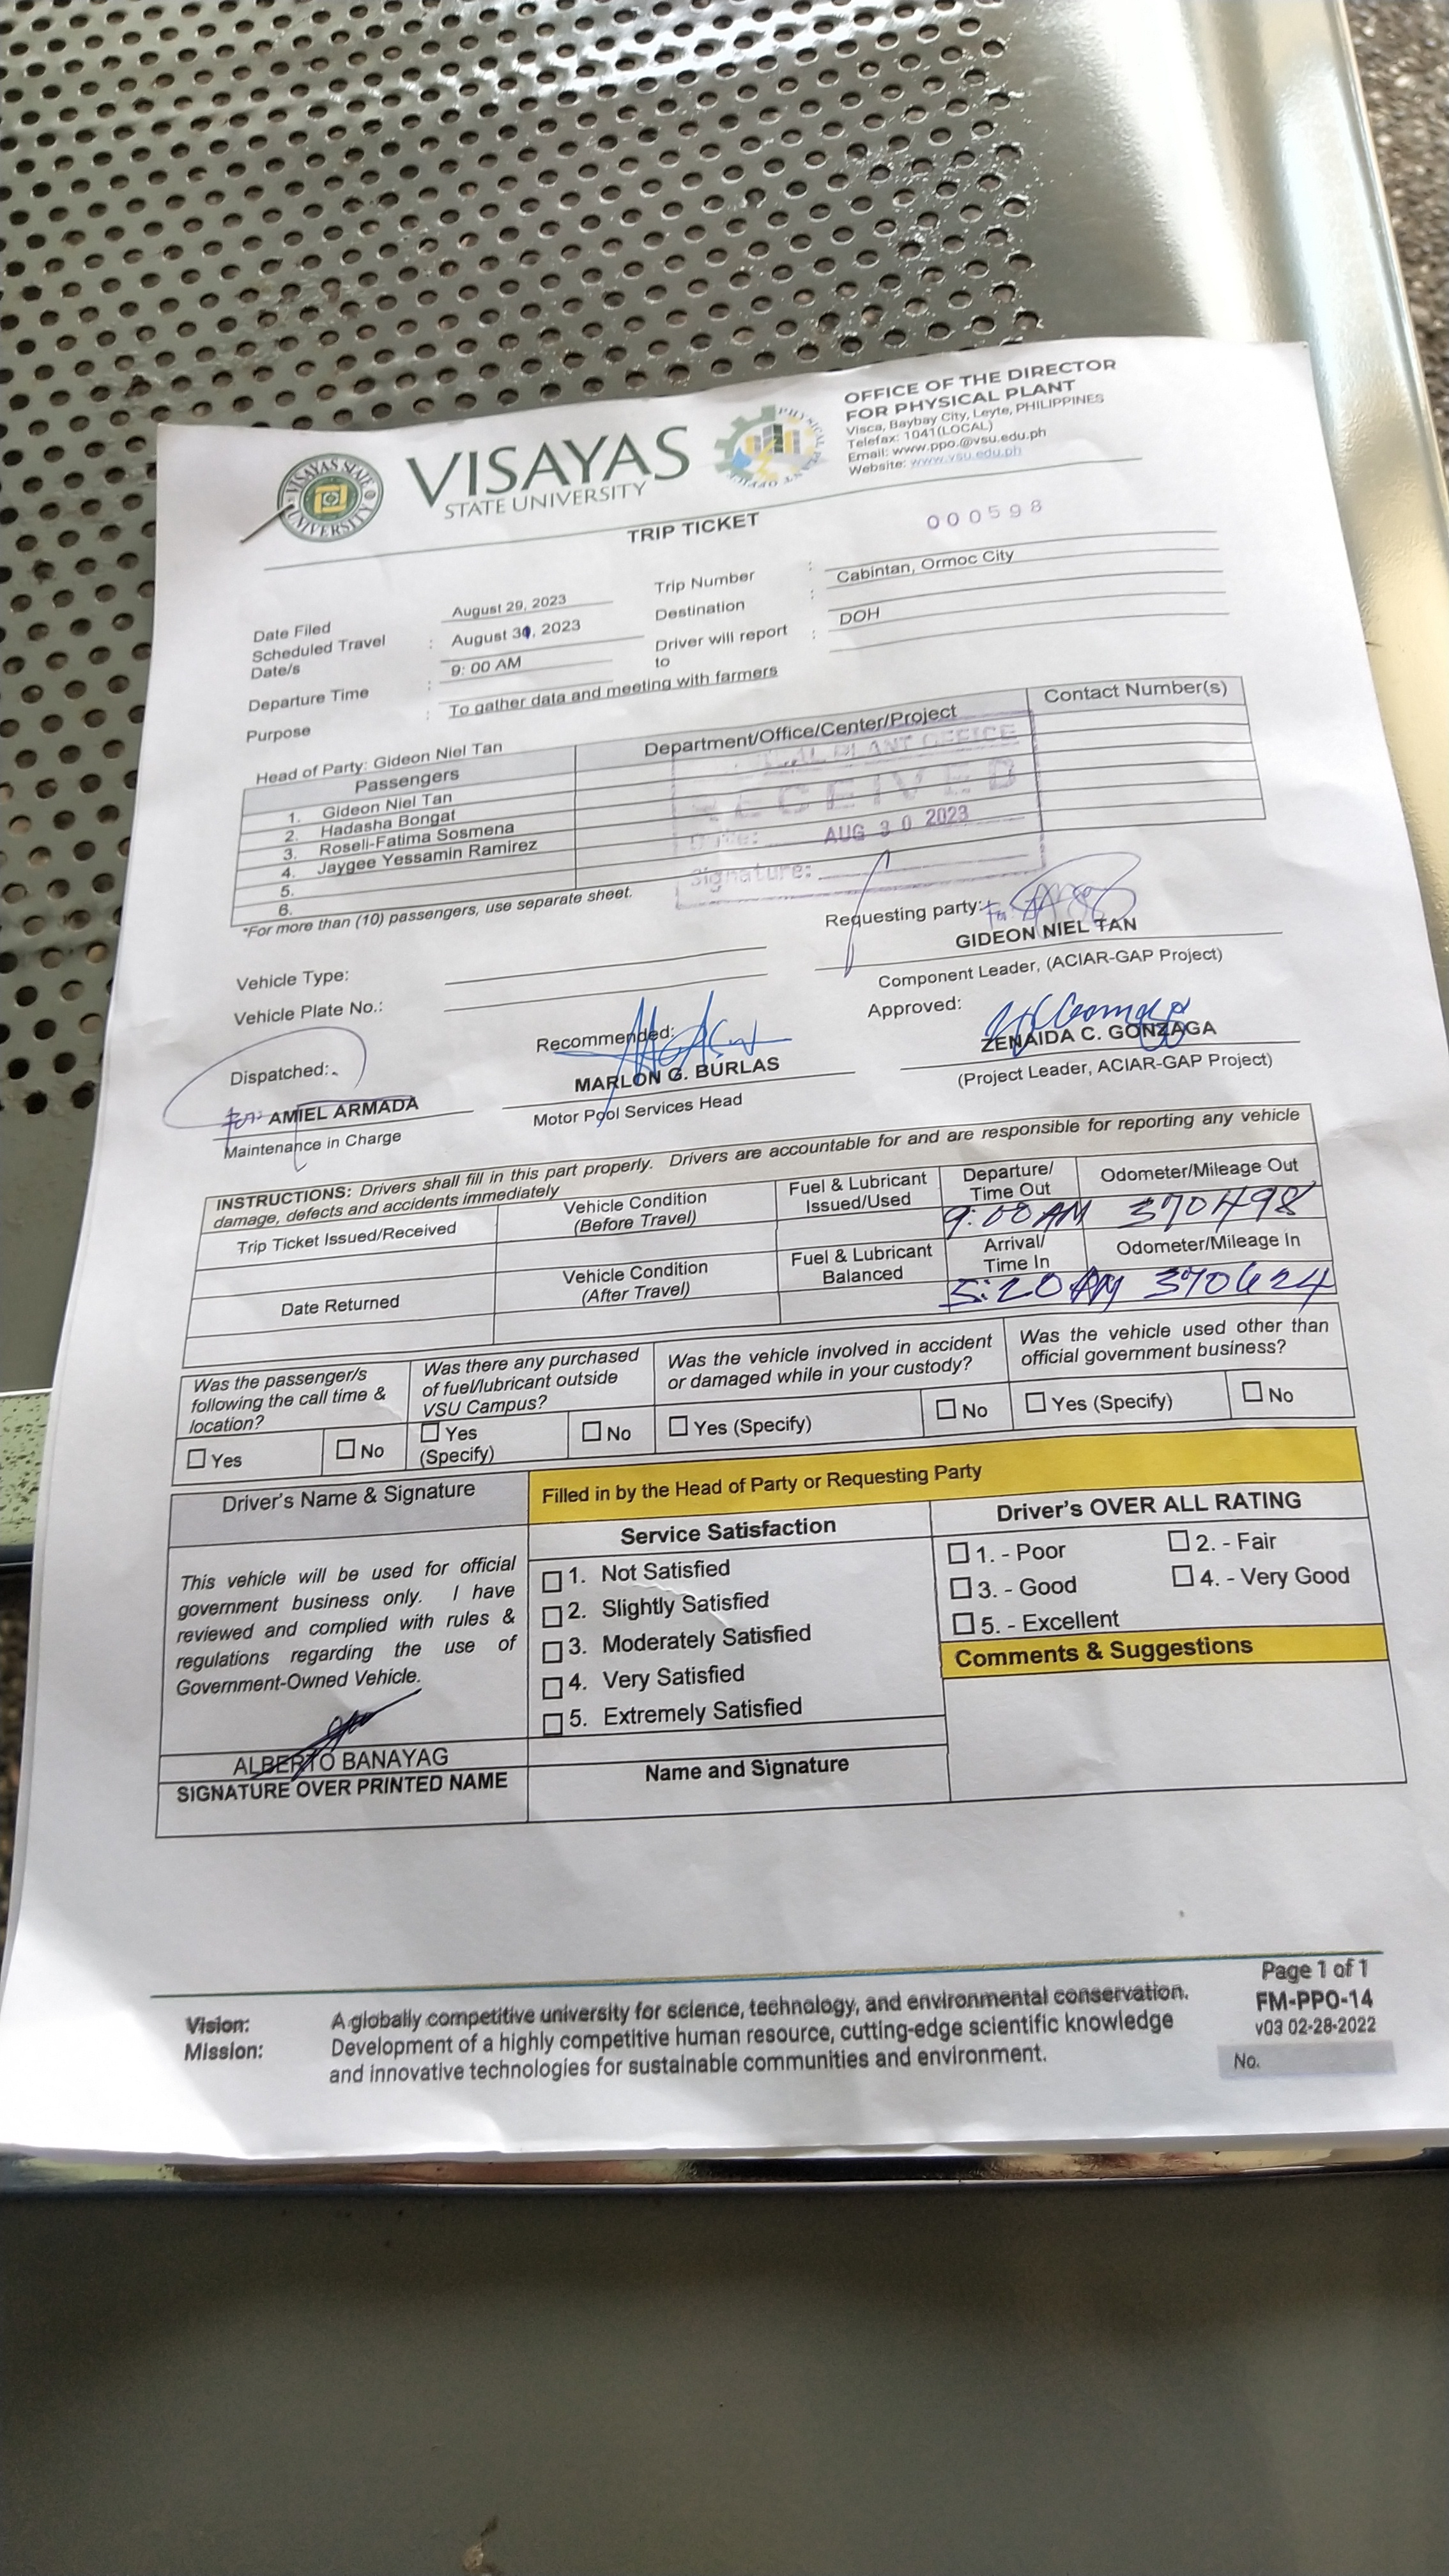 VISAYAS STATE UNIVERSITY
VISAYAS
STATE UNIVERSITY
OFFICE OF THE DIRECTOR
FOR PHYSICAL PLANT
Visca, Baybay City, Leyte, PHILIPPINES
Telefax: 1041(LOCAL)
Email: www.ppo.@vsu.edu.ph
Website: www.vsu.edu.ph
TRIP TICKET
000598
Date Filed August 29, 2023
Scheduled Travel Date/s : August 31, 2023
Departure Time : 9: 00 AM
Purpose : To gather data and meeting with farmers
Trip Number :
Destination : Cabintan, Ormoc City
Driver will report to : DOH
Head of Party: Gideon Niel Tan
Passengers Department/Office/Center/Project Contact Number(s)
1. Gideon Niel Tan
2. Hadasha Bongat
3. Roseli-Fatima Sosmena
4. Jaygee Yessamin Ramirez
5.
6.
*For more than (10) passengers, use separate sheet.
PLANT OFFICE
RECEIVED
Date: AUG 30 2023
Signature:
Vehicle Type:
Vehicle Plate No.:
Requesting party: For:
GIDEON NIEL TAN
Component Leader, (ACIAR-GAP Project)
Dispatched:
For: AMIEL ARMADA
Maintenance in Charge
Recommended:
MARLON G. BURLAS
Motor Pool Services Head
Approved:
ZENAIDA C. GONZAGA
(Project Leader, ACIAR-GAP Project)
INSTRUCTIONS: Drivers shall fill in this part properly. Drivers are accountable for and are responsible for reporting any vehicle
damage, defects and accidents immediately
Trip Ticket Issued/Received Vehicle Condition (Before Travel) Fuel & Lubricant Issued/Used Departure/ Time Out Odometer/Mileage Out
9:00 AM 370498
Date Returned Vehicle Condition (After Travel) Fuel & Lubricant Balanced Arrival/ Time In Odometer/Mileage In
5:20 AM 370624
Was the passenger/s
following the call time &
location?
Yes No
Was there any purchased
of fuel/lubricant outside
VSU Campus?
Yes (Specify) No
Was the vehicle involved in accident
or damaged while in your custody?
Yes (Specify) No
Was the vehicle used other than
official government business?
Yes (Specify) No
Driver's Name & Signature
Filled in by the Head of Party or Requesting Party
This vehicle will be used for official
government business only. I have
reviewed and complied with rules &
regulations regarding the use of
Government-Owned Vehicle.
ALBERTO BANAYAG
SIGNATURE OVER PRINTED NAME
Service Satisfaction
1. Not Satisfied
2. Slightly Satisfied
3. Moderately Satisfied
4. Very Satisfied
5. Extremely Satisfied
Name and Signature
Driver's OVER ALL RATING
1. - Poor 2. - Fair
3. - Good 4. - Very Good
5. - Excellent
Comments & Suggestions
Vision: A globally competitive university for science, technology, and environmental conservation.
Mission: Development of a highly competitive human resource, cutting-edge scientific knowledge
and innovative technologies for sustainable communities and environment.
Page 1 of 1
FM-PPO-14
v03 02-28-2022
No.